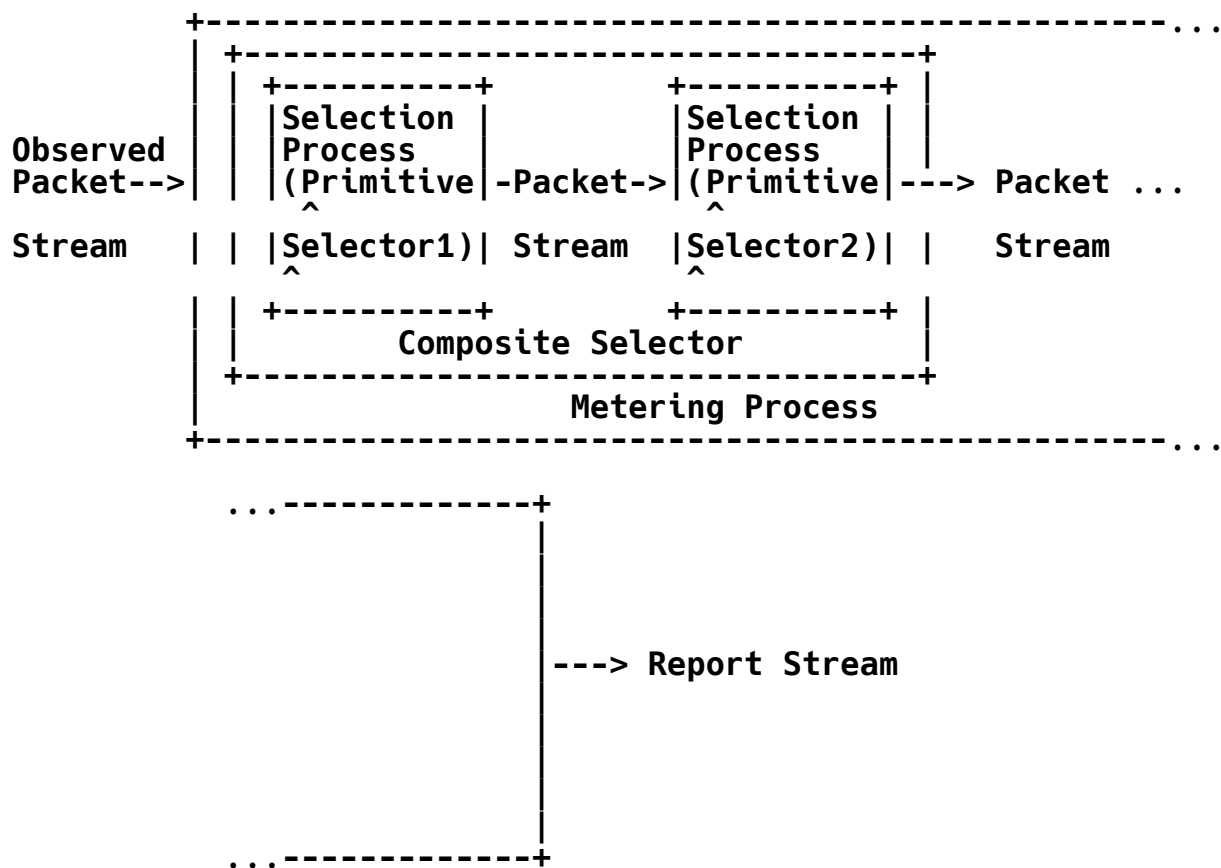 +------------------------------------------------------------...
| +------------------------------------------+
| | +----------+ +----------+ |
| | |Selection | |Selection | |
Observed | | |Process | |Process | |
Packet-->| | |(Primitive|-Packet->|(Primitive|---> Packet ...
^ ^
Stream | | |Selector1)| Stream |Selector2)| | Stream
^ ^
| | +----------+ +----------+ |
| | Composite Selector |
| +------------------------------------------+
| Metering Process
+------------------------------------------------------------...
...-------------+
|
|
|
|
|---> Report Stream
|
|
|
|
|
...-------------+